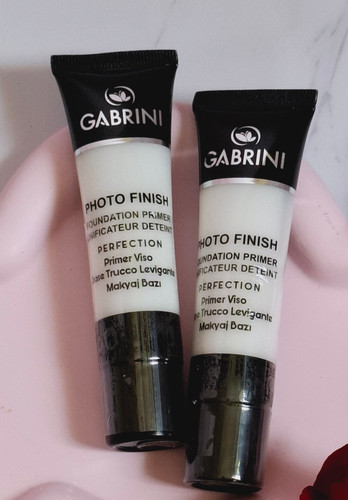 GABRINI
PHOTO FINISH
FOUNDATION PRIMER
UNIFICATEUR DETEINT
PERFECTION
Primer Viso
Base Trucco Levigante
Makyaj Bazı
GABRINI
PHOTO FINISH
FOUNDATION PRIMER
UNIFICATEUR DETEINT
PERFECTION
Primer Viso
Base Trucco Levigante
Makyaj Bazı